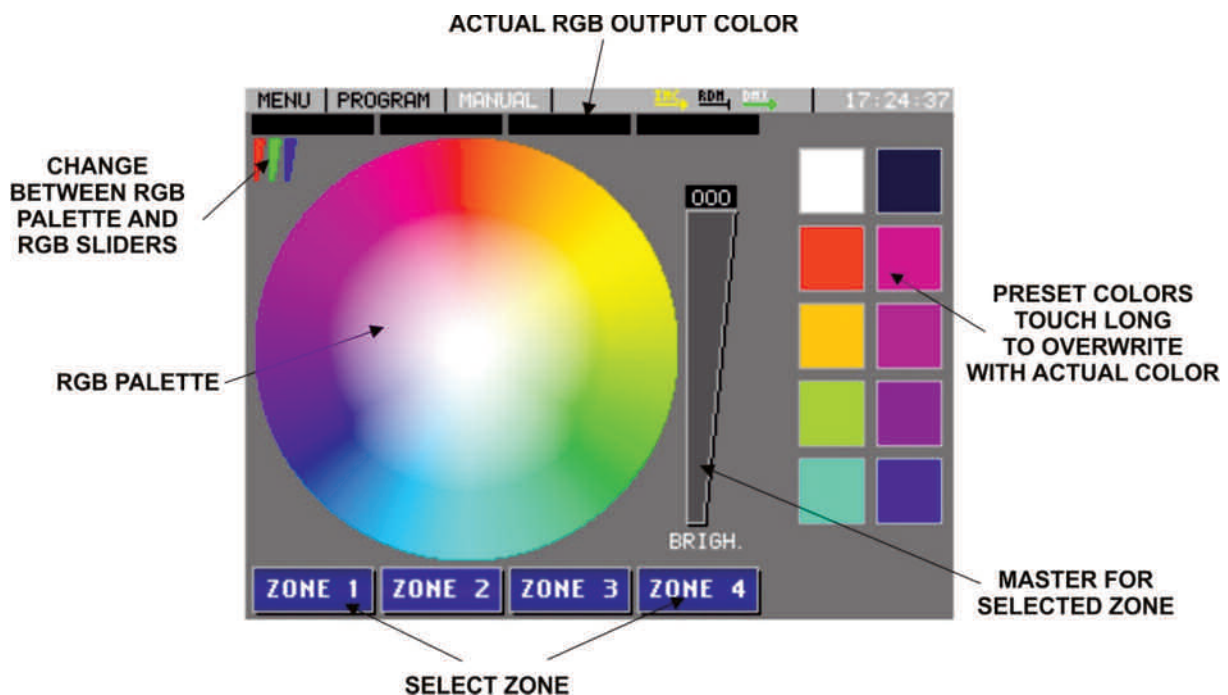 ACTUAL RGB OUTPUT COLOR
MENU PROGRAM MANUAL RDM DMX 17:24:37
CHANGE
BETWEEN RGB
PALETTE AND
RGB SLIDERS
000
PRESET COLORS
TOUCH LONG
TO OVERWRITE
WITH ACTUAL COLOR
RGB PALETTE
BRIGH.
MASTER FOR
SELECTED ZONE
ZONE 1 ZONE 2 ZONE 3 ZONE 4
SELECT ZONE